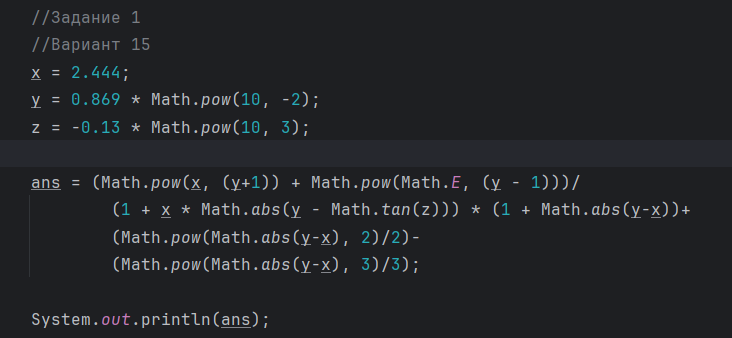 //Задание 1
//Вариант 15
x = 2.444;
y = 0.869 * Math.pow(10, -2);
z = -0.13 * Math.pow(10, 3);
ans = (Math.pow(x, (y+1)) + Math.pow(Math.E, (y - 1)))/
(1 + x * Math.abs(y - Math.tan(z))) * (1 + Math.abs(y-x))+
(Math.pow(Math.abs(y-x), 2)/2)-
(Math.pow(Math.abs(y-x), 3)/3);
System.out.println(ans);